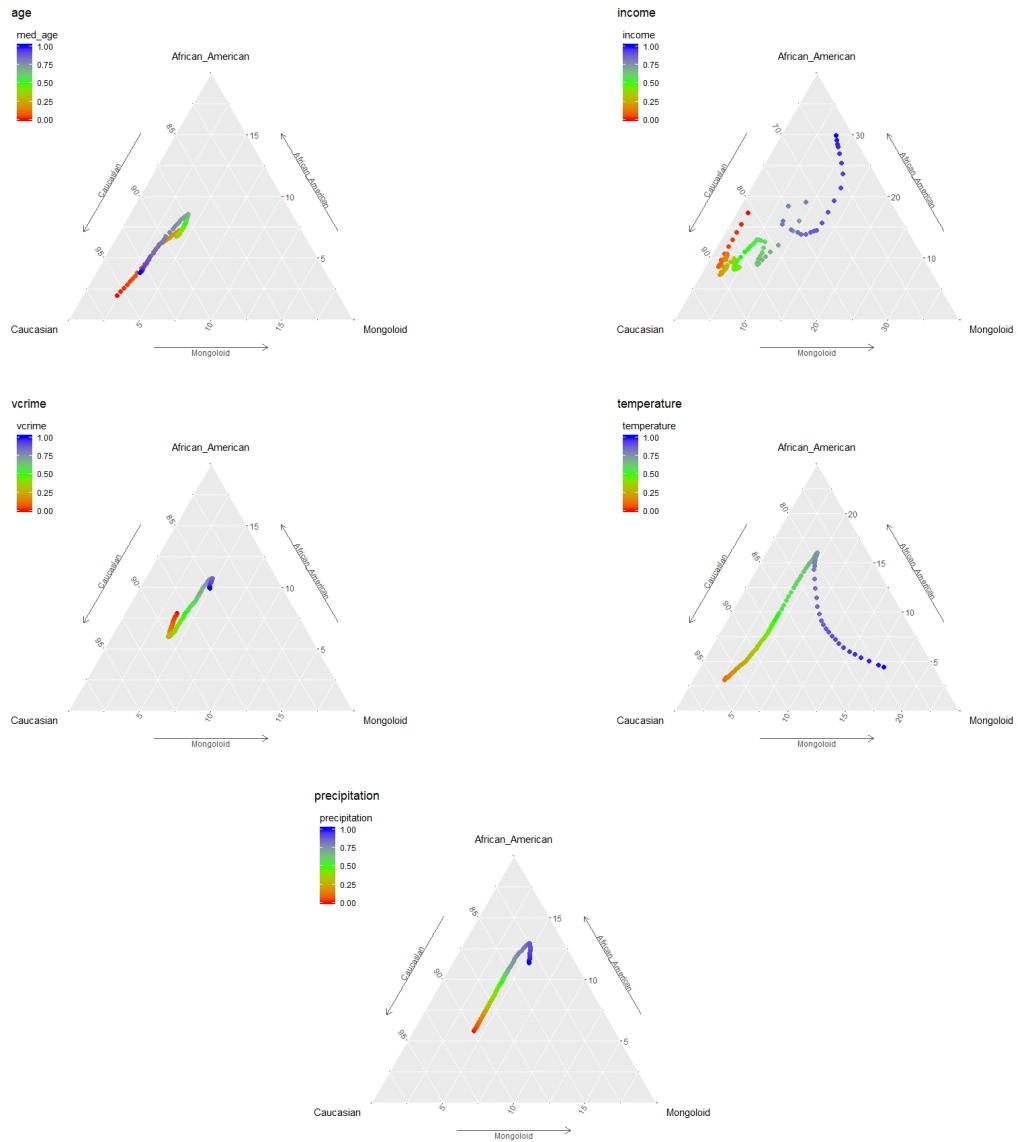 age
med_age
1.00
0.75
0.50
0.25
0.00
African_American
85
15
Caucasian
African_American
90
10
95
5
Caucasian
Mongoloid
5
10
15
Mongoloid
income
income
1.00
0.75
0.50
0.25
0.00
African_American
70
30
Caucasian
African_American
80
20
90
10
Caucasian
Mongoloid
10
20
30
Mongoloid
vcrime
vcrime
1.00
0.75
0.50
0.25
0.00
African_American
85
15
Caucasian
African_American
90
10
95
5
Caucasian
Mongoloid
5
10
15
Mongoloid
temperature
temperature
1.00
0.75
0.50
0.25
0.00
African_American
80
20
Caucasian
African_American
85
15
90
10
95
5
Caucasian
Mongoloid
5
10
15
20
Mongoloid
precipitation
precipitation
1.00
0.75
0.50
0.25
0.00
African_American
85
15
Caucasian
African_American
90
10
95
5
Caucasian
Mongoloid
5
10
15
Mongoloid